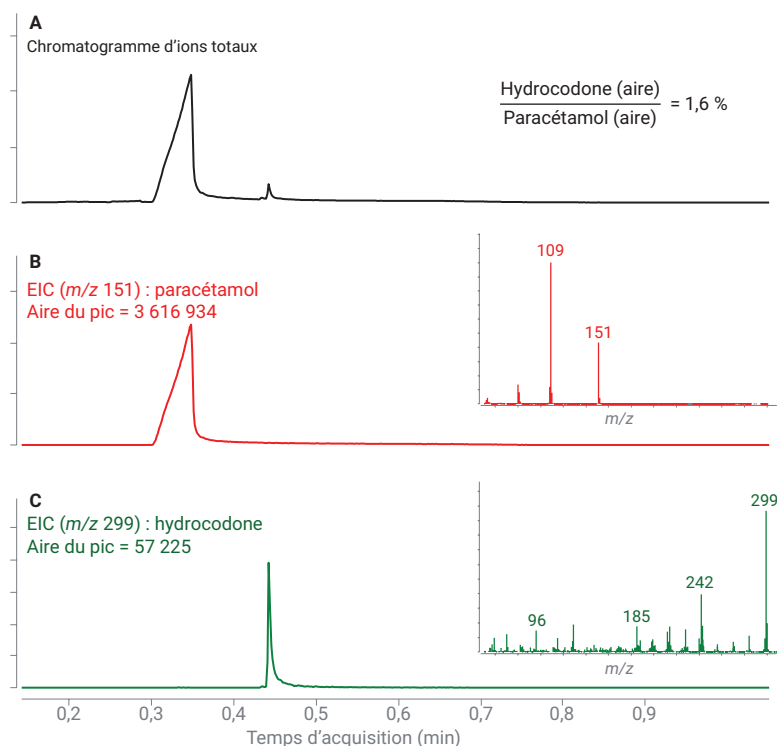 A
Chromatogramme d’ions totaux
Hydrocodone (aire)
Paracétamol (aire)
= 1,6 %
B
EIC (m/z 151) : paracétamol
Aire du pic = 3 616 934
109
151
m/z
C
EIC (m/z 299) : hydrocodone
Aire du pic = 57 225
299
242
185
96
m/z
0,2 0,3 0,4 0,5 0,6 0,7 0,8 0,9
Temps d’acquisition (min)